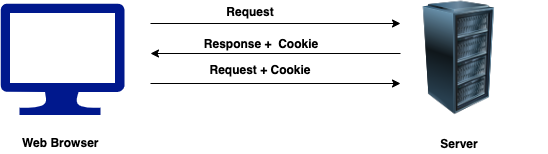 Request
Response + Cookie
Request + Cookie
Web Browser
Server